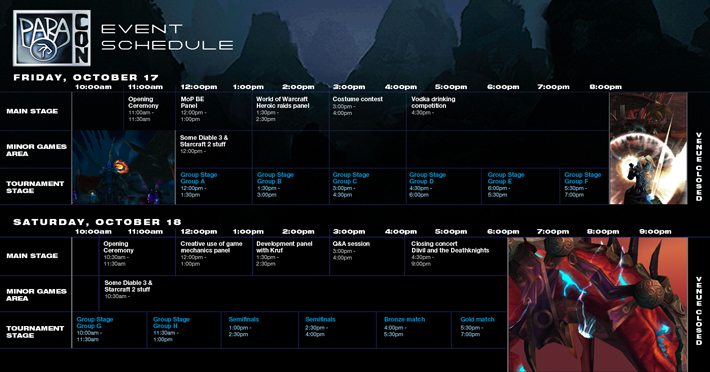 PARA
CON
EVENT
SCHEDULE
FRIDAY, OCTOBER 17
10:00am 11:00am 12:00pm 1:00pm 2:00pm 3:00pm 4:00pm 5:00pm 6:00pm 7:00pm 8:00pm
MAIN STAGE
Opening
Ceremony
11:00am -
11:30am
MoP BE
Panel
12:00pm -
1:00pm
World of Warcraft
Heroic raids panel
1:30pm -
2:30pm
Costume contest
3:00pm -
4:00pm
Vodka drinking
competition
4:30pm -
MINOR GAMES
AREA
Some Diable 3 &
Starcraft 2 stuff
12:00pm -
TOURNAMENT
STAGE
Group Stage
Group A
12:00pm -
1:30pm
Group Stage
Group B
1:30pm -
3:00pm
Group Stage
Group C
3:00pm -
4:30pm
Group Stage
Group D
4:30pm -
6:00pm
Group Stage
Group E
6:00pm -
5:30pm
Group Stage
Group F
5:30pm -
7:00pm
VENUE CLOSED
SATURDAY, OCTOBER 18
10:00am 11:00am 12:00pm 1:00pm 2:00pm 3:00pm 4:00pm 5:00pm 6:00pm 7:00pm 8:00pm 9:00pm
MAIN STAGE
Opening
Ceremony
10:30am -
11:30am
Creative use of game
mechanics panel
12:00pm -
1:00pm
Development panel
with Kruf
1:30pm -
2:30pm
Q&A session
3:00pm -
4:00pm
Closing concert
Diivil and the Deathknights
4:30pm -
9:00pm
MINOR GAMES
AREA
Some Diable 3 &
Starcraft 2 stuff
10:30am -
TOURNAMENT
STAGE
Group Stage
Group G
10:00am -
11:30am
Group Stage
Group H
11:30am -
1:00pm
Semifinals
1:00pm -
2:30pm
Semifinals
2:30pm -
4:00pm
Bronze match
4:00pm -
5:30pm
Gold match
5:30pm -
7:00pm
VENUE CLOSED